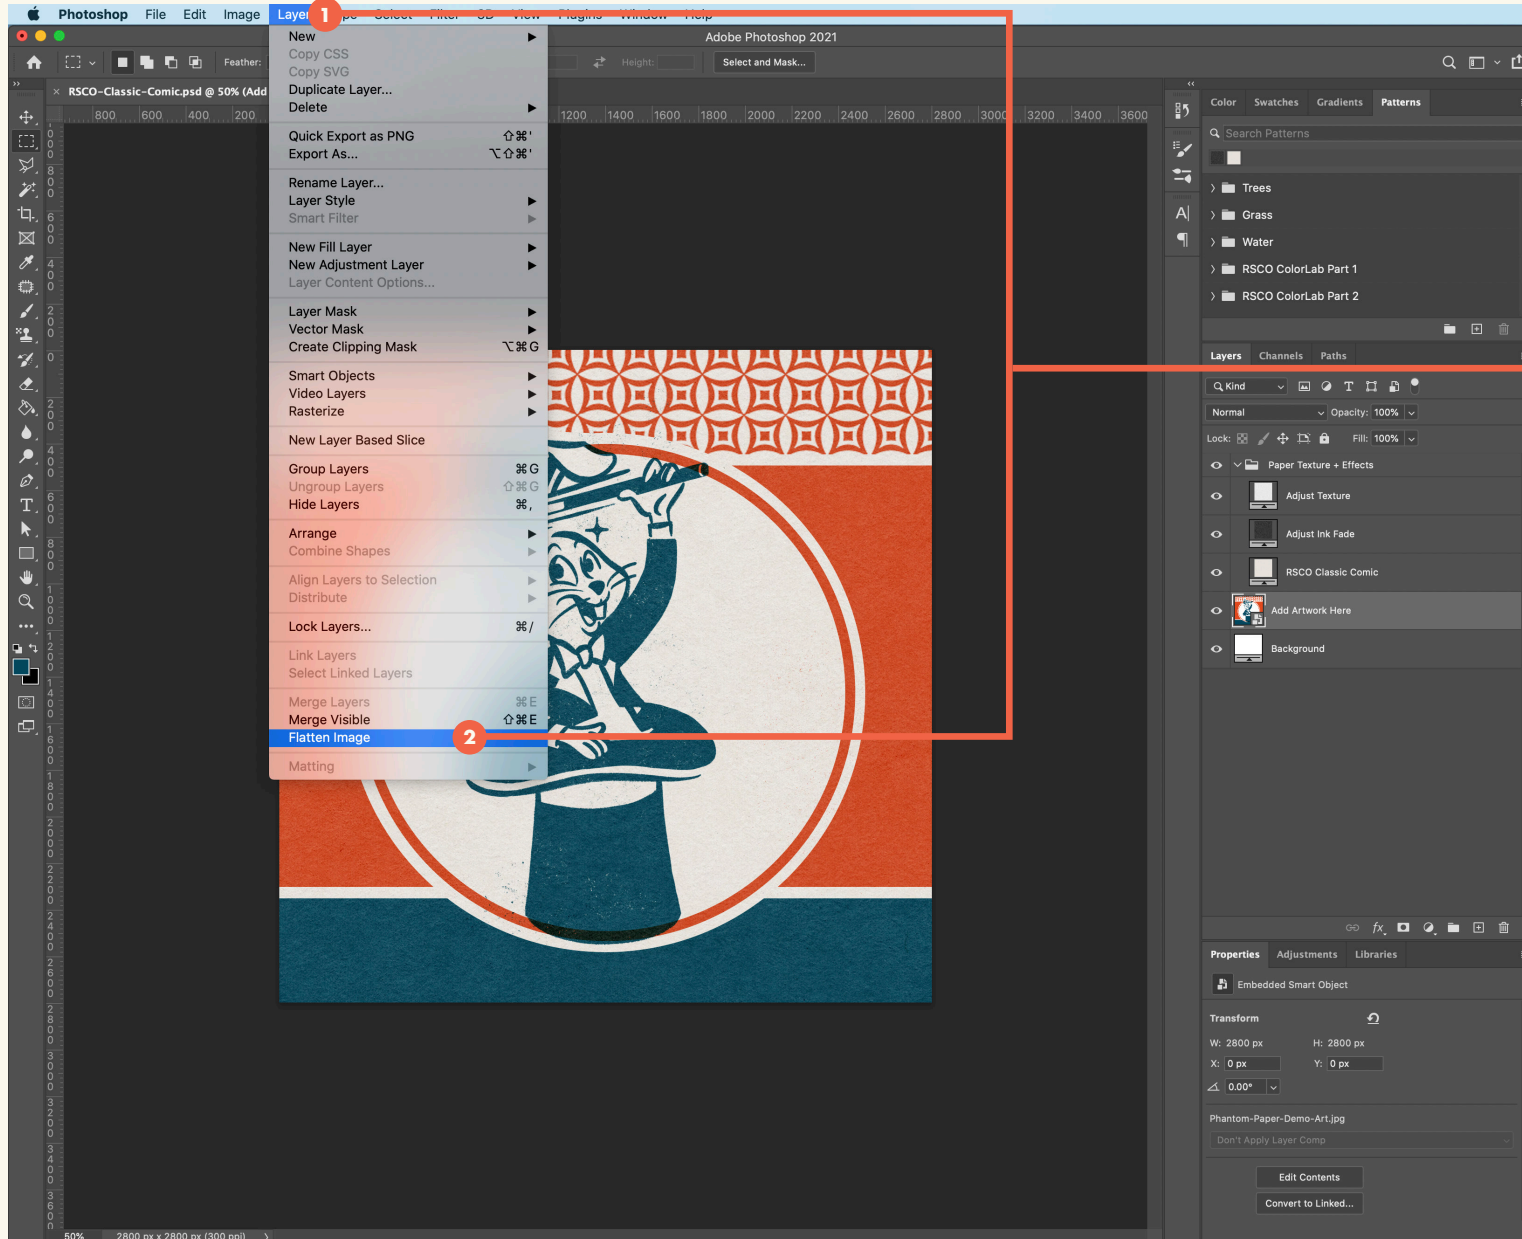 Photoshop File Edit Image Layer Select Filter 3D View Plugins Window Help
1
Adobe Photoshop 2021
Feather: Height: Select and Mask...
× RSCO-Classic-Comic.psd @ 50% (Add
800 600 400 200 1200 1400 1600 1800 2000 2200 2400 2600 2800 3000 3200 3400 3600
New
Copy CSS
Copy SVG
Duplicate Layer...
Delete
Quick Export as PNG ⇧⌘'
Export As... ⌥⇧⌘'
Rename Layer...
Layer Style
Smart Filter
New Fill Layer
New Adjustment Layer
Layer Content Options...
Layer Mask
Vector Mask
Create Clipping Mask ⌥⌘G
Smart Objects
Video Layers
Rasterize
New Layer Based Slice
Group Layers ⌘G
Ungroup Layers ⇧⌘G
Hide Layers ⌘,
Arrange
Combine Shapes
Align Layers to Selection
Distribute
Lock Layers... ⌘/
Link Layers
Select Linked Layers
Merge Layers ⌘E
Merge Visible ⇧⌘E
Flatten Image
2
Matting
Color Swatches Gradients Patterns
Search Patterns
Trees
Grass
Water
RSCO ColorLab Part 1
RSCO ColorLab Part 2
Layers Channels Paths
Kind
Normal Opacity: 100%
Lock: Fill: 100%
Paper Texture + Effects
Adjust Texture
Adjust Ink Fade
RSCO Classic Comic
Add Artwork Here
Background
fx
Properties Adjustments Libraries
Embedded Smart Object
Transform
W: 2800 px H: 2800 px
X: 0 px Y: 0 px
0.00°
Phantom-Paper-Demo-Art.jpg
Don't Apply Layer Comp
Edit Contents
Convert to Linked...
50% 2800 px x 2800 px (300 ppi)